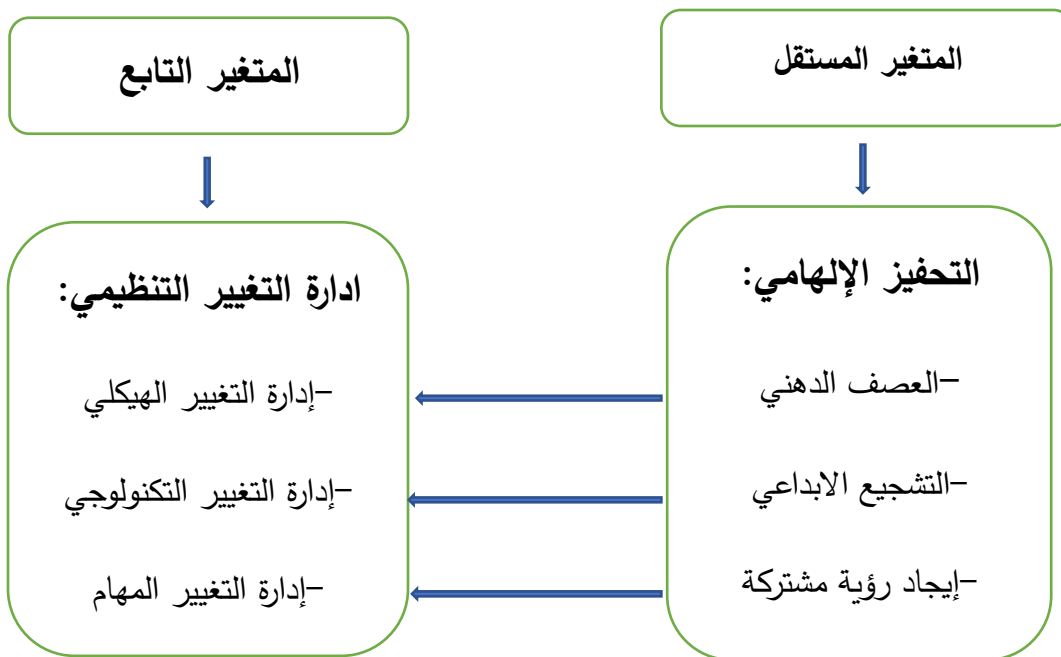 المتغير المستقل
المتغير التابع
التحفيز الإلهامي:
-العصف الدهني
-التشجيع الابداعي
-إيجاد رؤية مشتركة
ادارة التغيير التنظيمي:
-إدارة التغيير الهيكلي
-إدارة التغيير التكنولوجي
-إدارة التغيير المهام